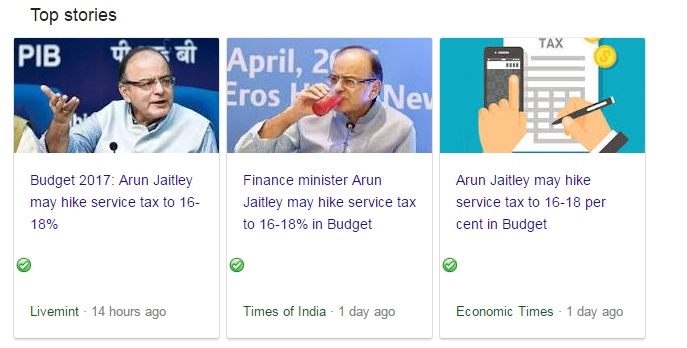 Top stories
PIB
पी आई बी
April, 2
Eros H
New
TAX
Budget 2017: Arun Jaitley
may hike service tax to 16-
18%
Finance minister Arun
Jaitley may hike service tax
to 16-18% in Budget
Arun Jaitley may hike
service tax to 16-18 per
cent in Budget
Livemint · 14 hours ago
Times of India · 1 day ago
Economic Times · 1 day ago